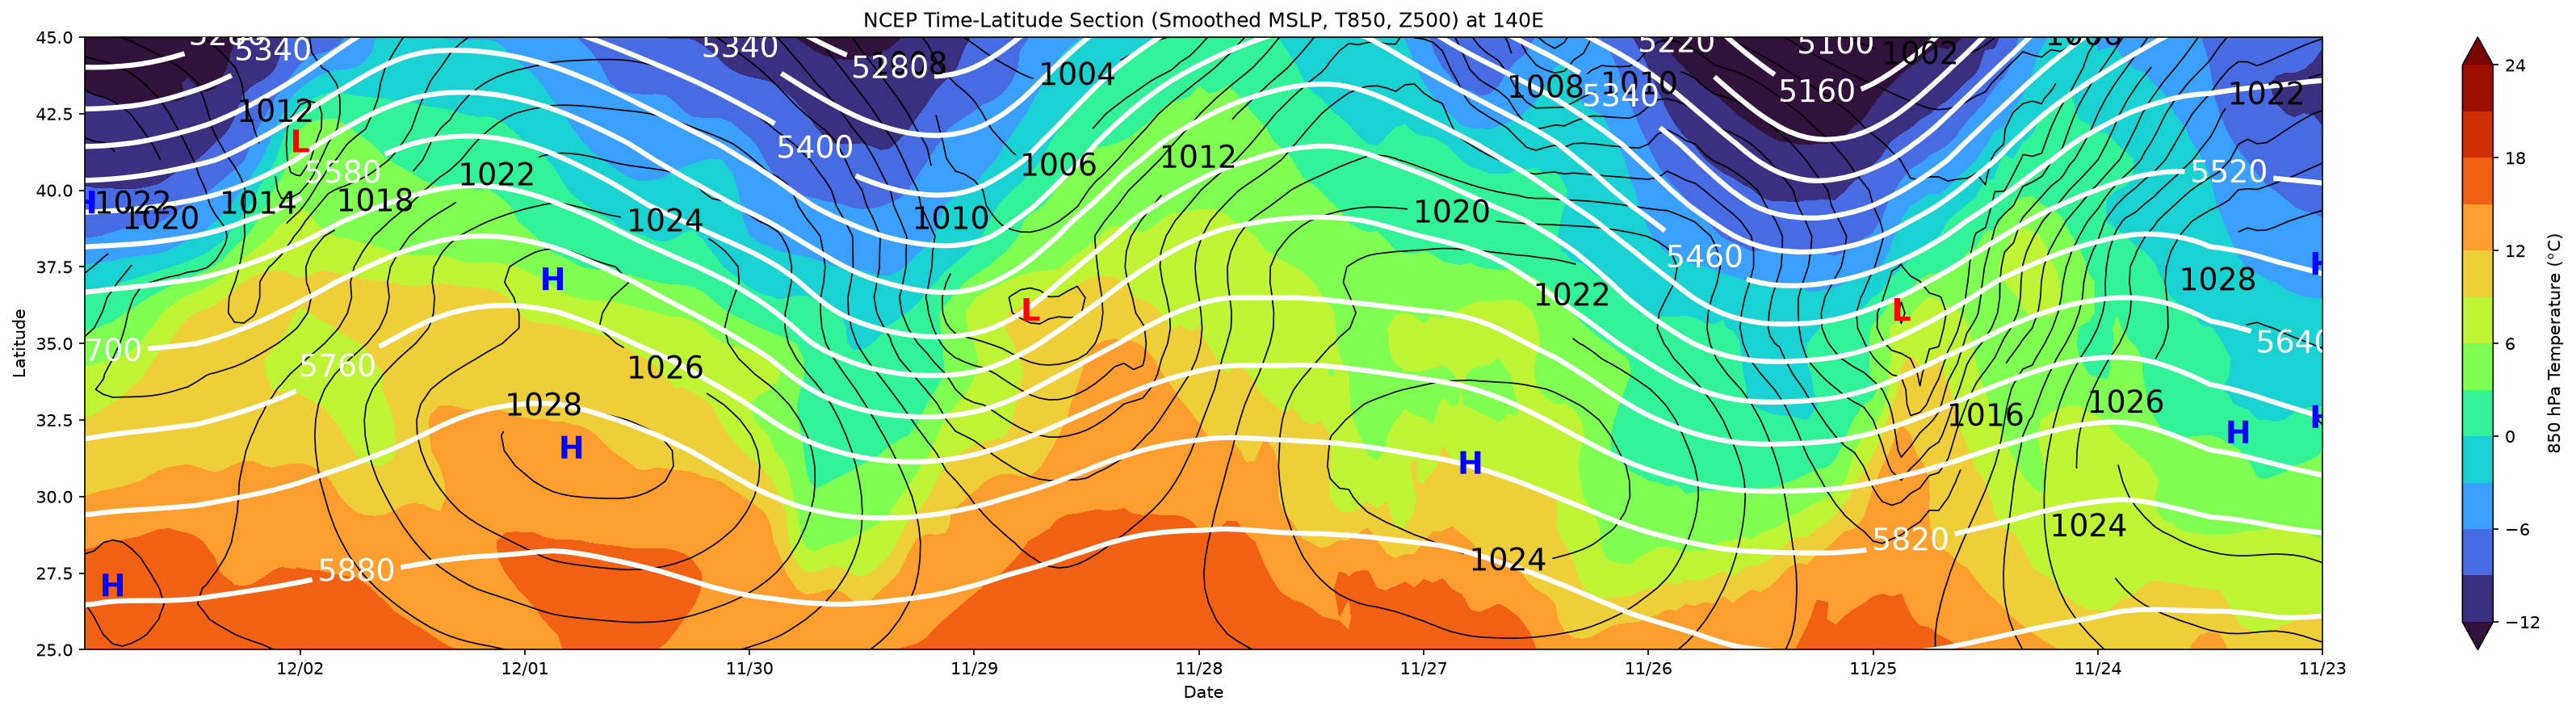 NCEP Time-Latitude Section (Smoothed MSLP, T850, Z500) at 140E
45.0
42.5
40.0
37.5
35.0
32.5
30.0
27.5
25.0
Latitude
5340 5340 5280 1004 5220 5100 1002
1012 1008 1010 5340 5160 1022
L 5580 5400 1006 1012 5520
1022 1020 1014 1018 1022 1024 1010 1020
H H 5460 1028 H
L 1022 L
700 5760 1026 5640
1028 1016 1026
H H H H
1024
H 5880 1024 5820
12/02 12/01 11/30 11/29 11/28 11/27 11/26 11/25 11/24 11/23
Date
24
18
12
6
0
−6
−12
850 hPa Temperature (°C)